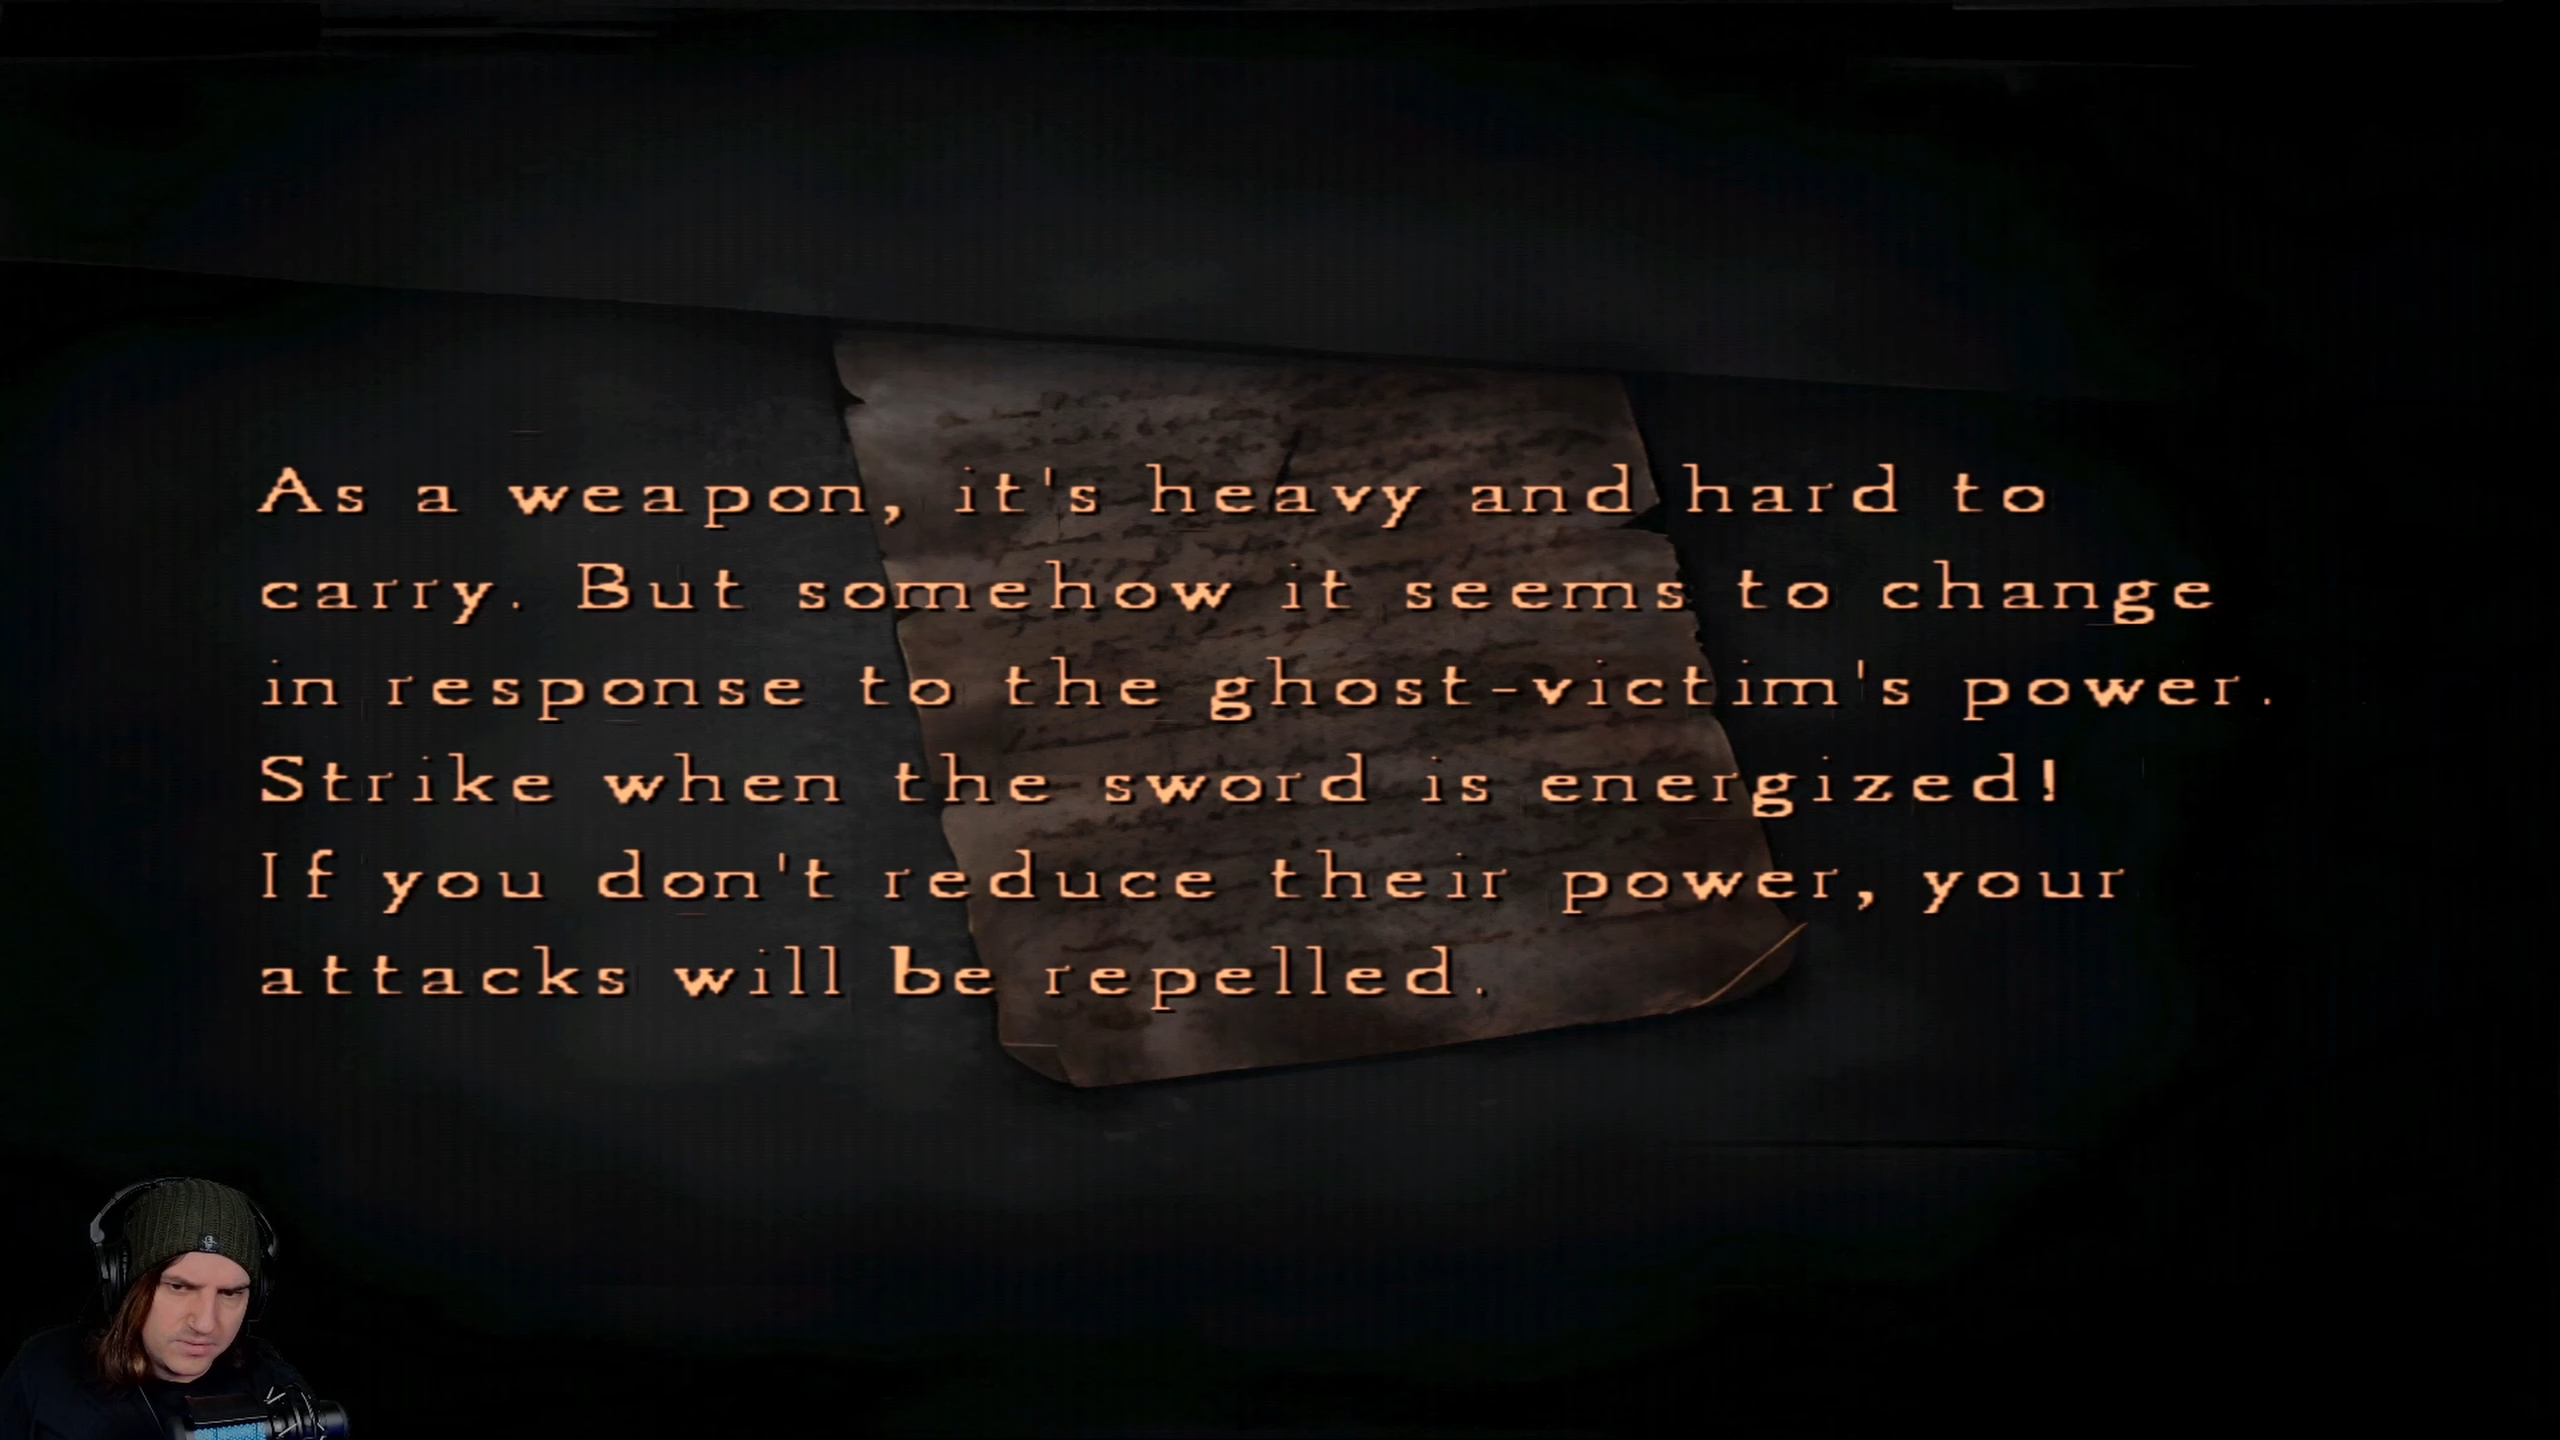 As a weapon, it's heavy and hard to
carry. But somehow it seems to change
in response to the ghost-victim's power.
Strike when the sword is energized!
If you don't reduce their power, your
attacks will be repelled.